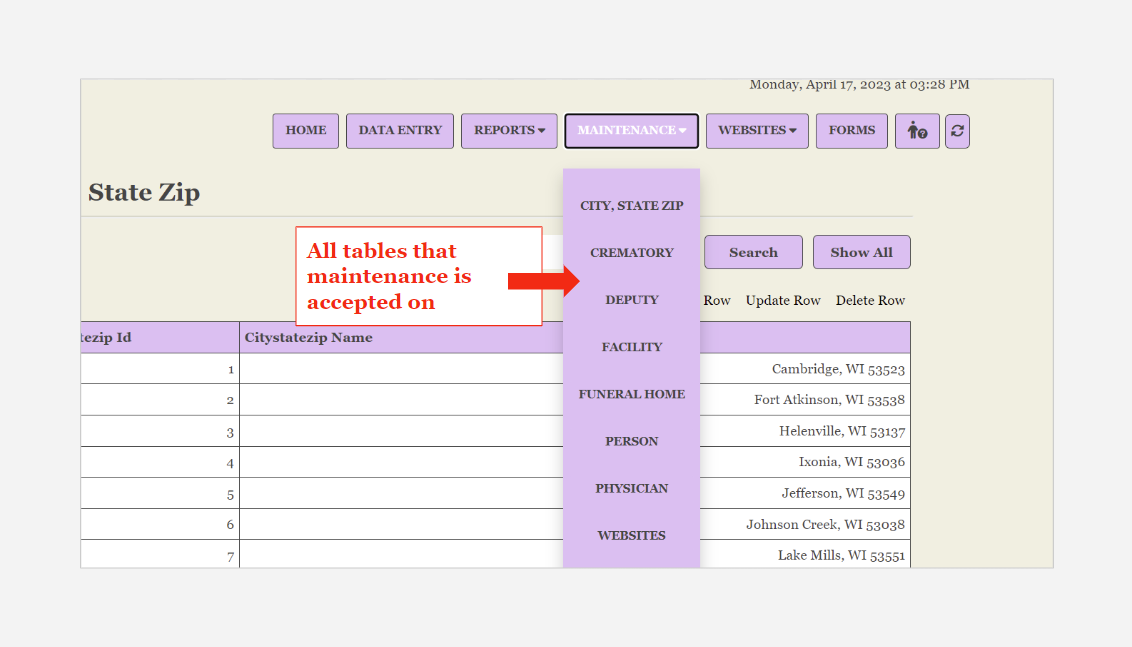 Monday, April 17, 2023 at 03:28 PM
HOME DATA ENTRY REPORTS MAINTENANCE WEBSITES FORMS
State Zip
CITY, STATE ZIP
CREMATORY
DEPUTY
FACILITY
FUNERAL HOME
PERSON
PHYSICIAN
WEBSITES
All tables that
maintenance is
accepted on
Search Show All
Row Update Row Delete Row
tezip Id Citystatezip Name
1 Cambridge, WI 53523
2 Fort Atkinson, WI 53538
3 Helenville, WI 53137
4 Ixonia, WI 53036
5 Jefferson, WI 53549
6 Johnson Creek, WI 53038
7 Lake Mills, WI 53551